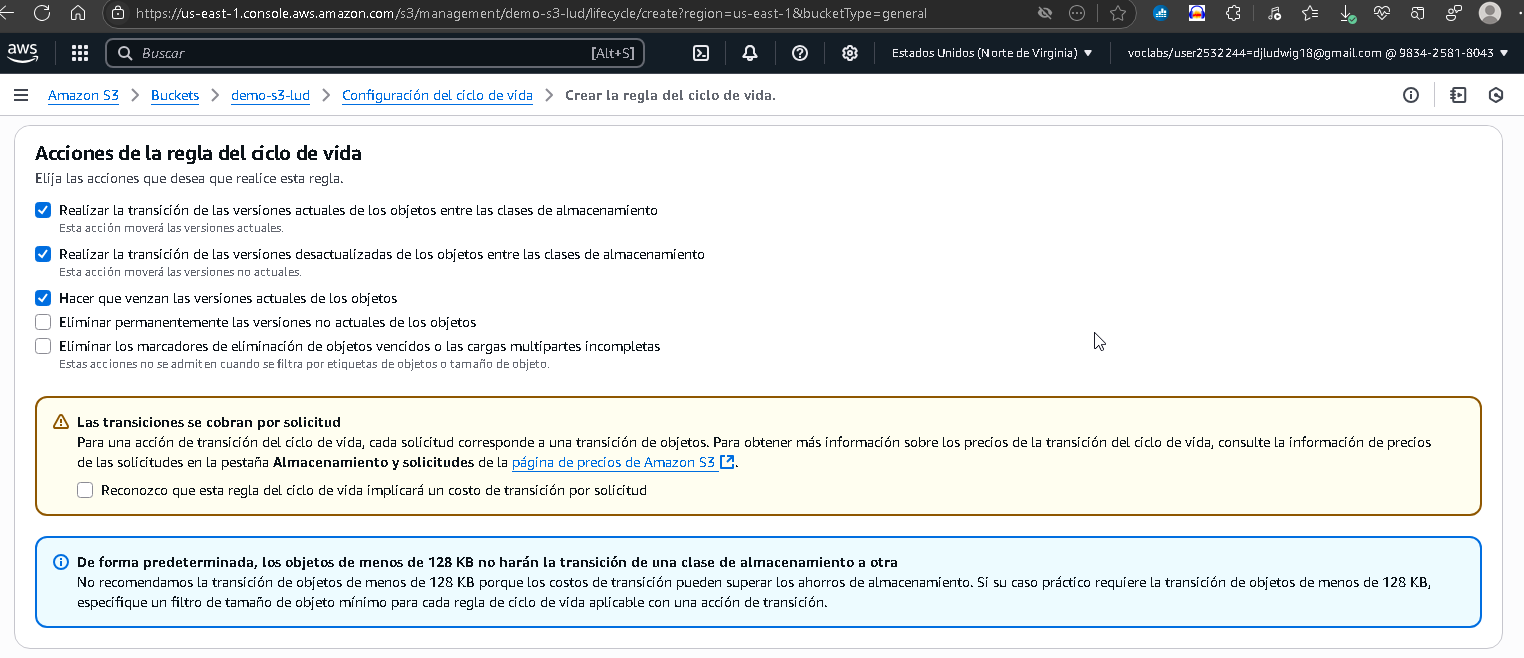 https://us-east-1.console.aws.amazon.com/s3/management/demo-s3-lud/lifecycle/create?region=us-east-1&bucketType=general
aws
Buscar
[Alt+S]
Estados Unidos (Norte de Virginia)
voclabs/user2532244=djludwig18@gmail.com @ 9834-2581-8043
Amazon S3
Buckets
demo-s3-lud
Configuración del ciclo de vida
Crear la regla del ciclo de vida.
Acciones de la regla del ciclo de vida
Elija las acciones que desea que realice esta regla.
Realizar la transición de las versiones actuales de los objetos entre las clases de almacenamiento
Esta acción moverá las versiones actuales.
Realizar la transición de las versiones desactualizadas de los objetos entre las clases de almacenamiento
Esta acción moverá las versiones no actuales.
Hacer que venzan las versiones actuales de los objetos
Eliminar permanentemente las versiones no actuales de los objetos
Eliminar los marcadores de eliminación de objetos vencidos o las cargas multipartes incompletas
Estas acciones no se admiten cuando se filtra por etiquetas de objetos o tamaño de objeto.
Las transiciones se cobran por solicitud
Para una acción de transición del ciclo de vida, cada solicitud corresponde a una transición de objetos. Para obtener más información sobre los precios de la transición del ciclo de vida, consulte la información de precios
de las solicitudes en la pestaña Almacenamiento y solicitudes de la página de precios de Amazon S3.
Reconozco que esta regla del ciclo de vida implicará un costo de transición por solicitud
De forma predeterminada, los objetos de menos de 128 KB no harán la transición de una clase de almacenamiento a otra
No recomendamos la transición de objetos de menos de 128 KB porque los costos de transición pueden superar los ahorros de almacenamiento. Si su caso práctico requiere la transición de objetos de menos de 128 KB,
especifique un filtro de tamaño de objeto mínimo para cada regla de ciclo de vida aplicable con una acción de transición.